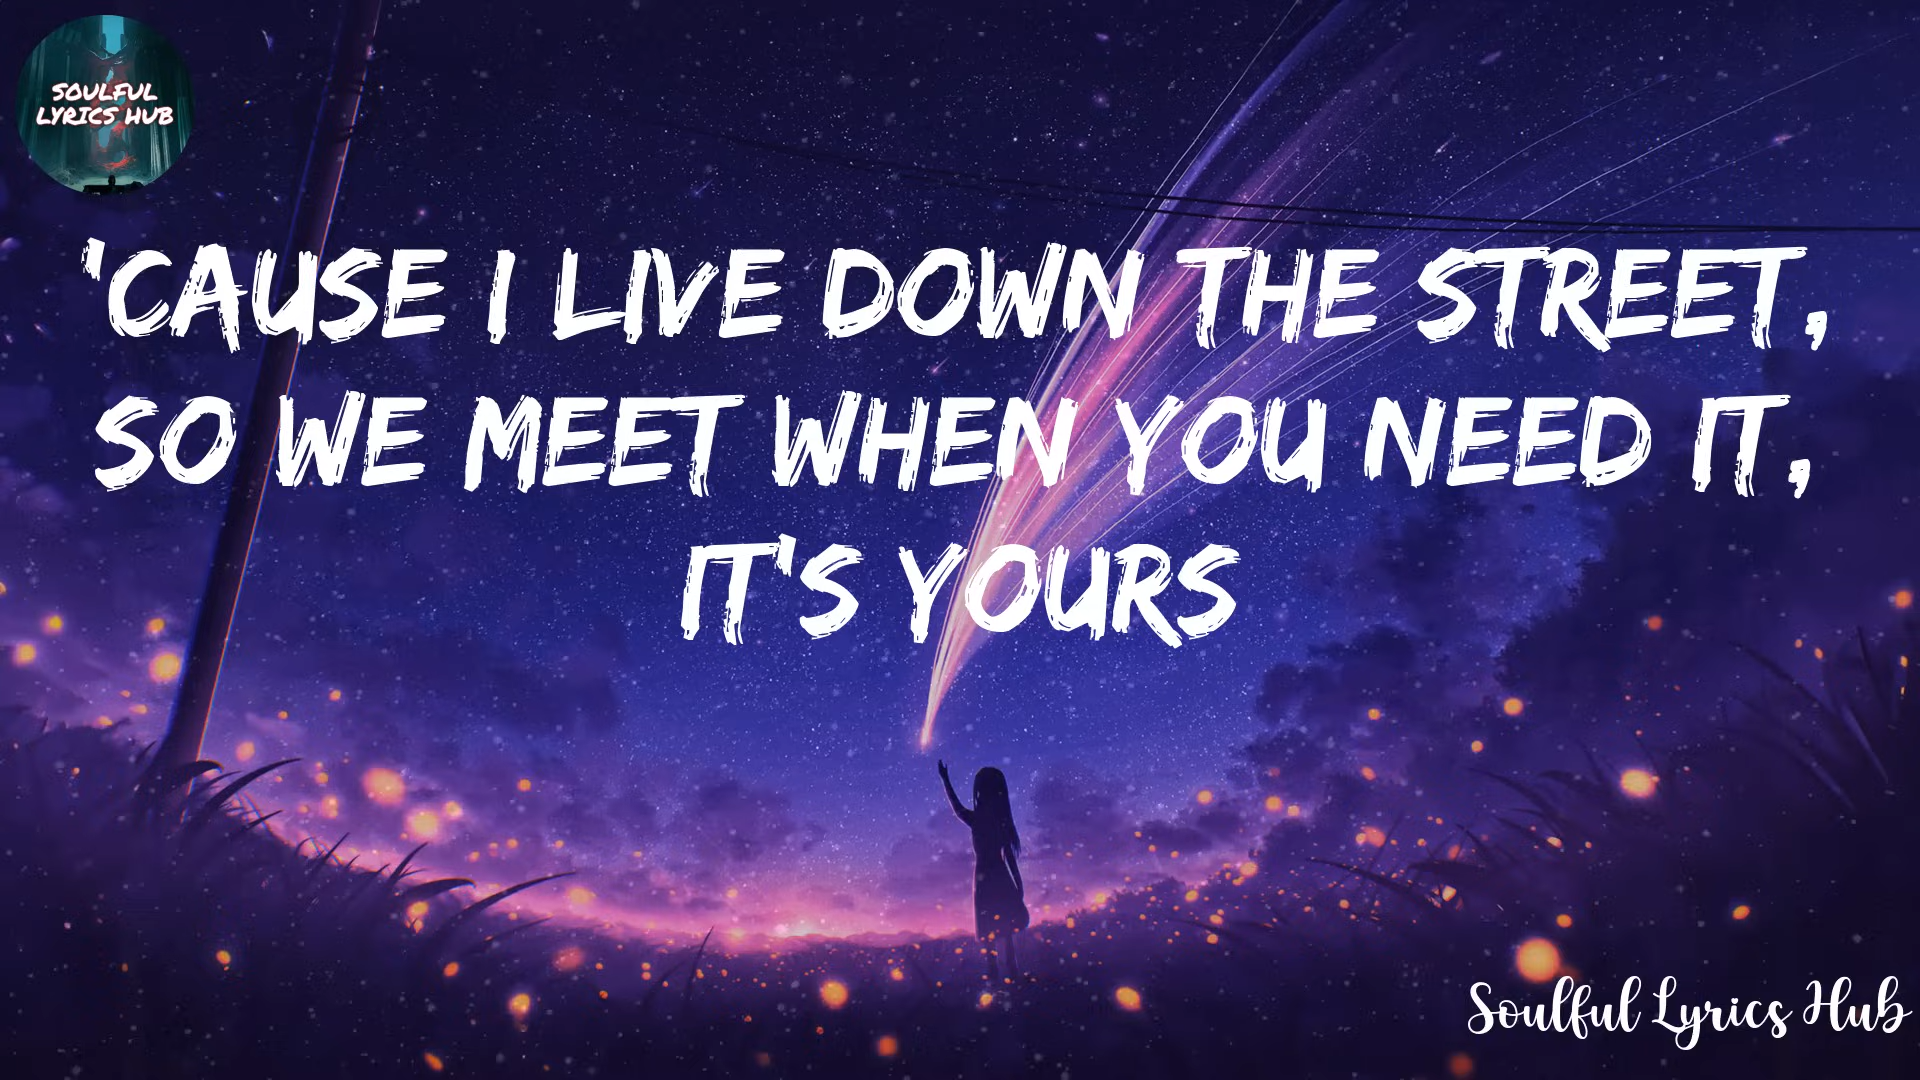 SOULFUL
LYRICS HUB
'CAUSE I LIVE DOWN THE STREET,
SO WE MEET WHEN YOU NEED IT,
IT'S YOURS
Soulful Lyrics Hub